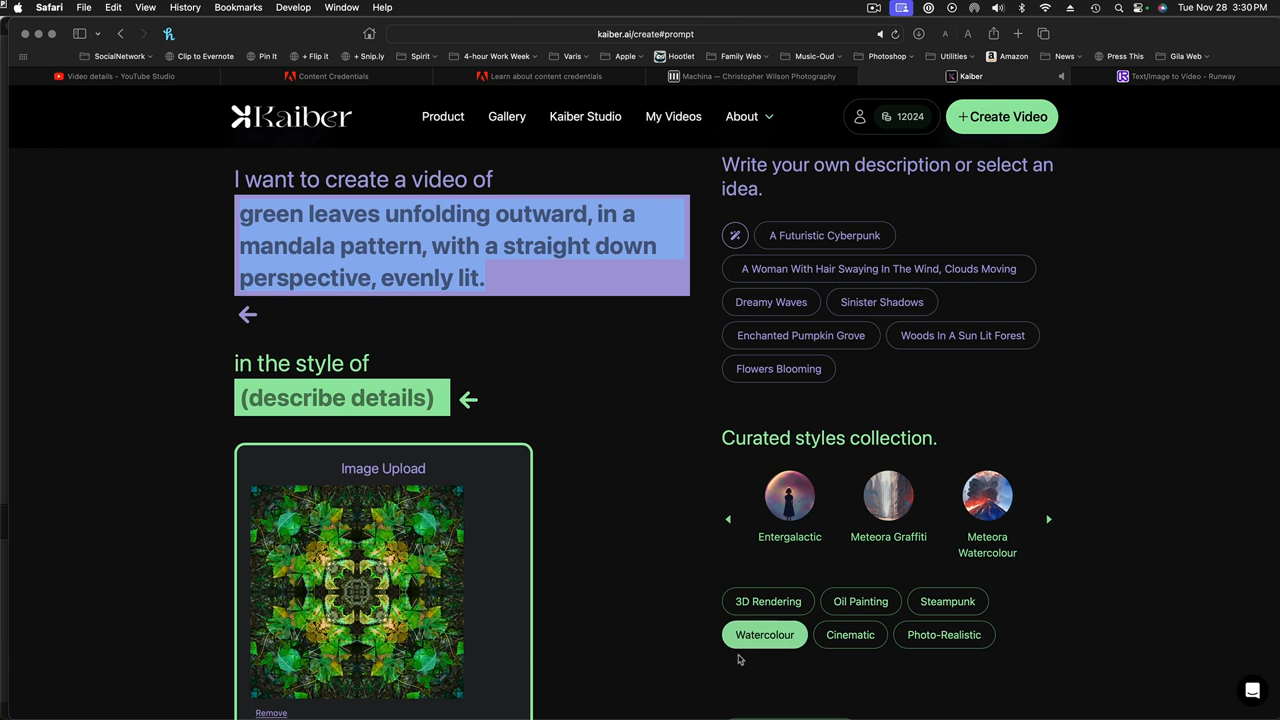 Safari File Edit View History Bookmarks Develop Window Help Tue Nov 28 3:30 PM
kaiber.ai/create#prompt A A
SocialNetwork Clip to Evernote Pin It + Flip it + Snip.ly Spirit 4-hour Work Week Varis Apple Hootlet Family Web Music-Oud Photoshop Utilities Amazon News Press This Gila Web
Video details - YouTube Studio Content Credentials Learn about content credentials Machina — Christopher Wilson Photography Kaiber Text/Image to Video - Runway
Kaiber Product Gallery Kaiber Studio My Videos About 12024 +Create Video
I want to create a video of
green leaves unfolding outward, in a
mandala pattern, with a straight down
perspective, evenly lit.
in the style of
(describe details)
Image Upload
Remove
Write your own description or select an
idea.
A Futuristic Cyberpunk
A Woman With Hair Swaying In The Wind, Clouds Moving
Dreamy Waves Sinister Shadows
Enchanted Pumpkin Grove Woods In A Sun Lit Forest
Flowers Blooming
Curated styles collection.
Entergalactic Meteora Graffiti Meteora
Watercolour
3D Rendering Oil Painting Steampunk
Watercolour Cinematic Photo-Realistic